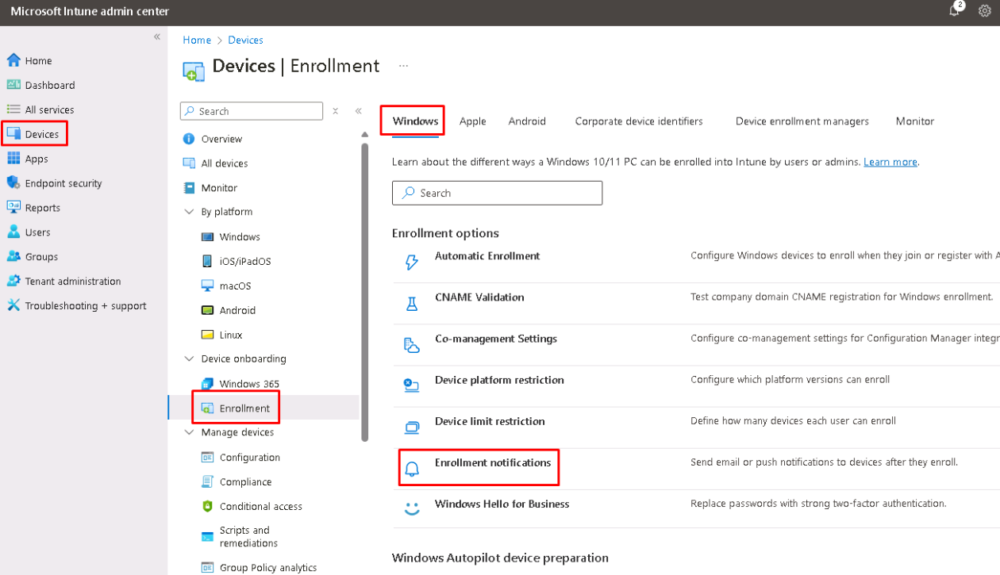 Microsoft Intune admin center
2
«
Home
Dashboard
All services
Devices
Apps
Endpoint security
Reports
Users
Groups
Tenant administration
Troubleshooting + support
Home > Devices
Devices | Enrollment ...
Search
«
Overview
All devices
Monitor
By platform
Windows
iOS/iPadOS
macOS
Android
Linux
Device onboarding
Windows 365
Enrollment
Manage devices
Configuration
Compliance
Conditional access
Scripts and
remediations
Group Policy analytics
Windows Apple Android Corporate device identifiers Device enrollment managers Monitor
Learn about the different ways a Windows 10/11 PC can be enrolled into Intune by users or admins. Learn more.
Search
Enrollment options
Automatic Enrollment Configure Windows devices to enroll when they join or register with A
CNAME Validation Test company domain CNAME registration for Windows enrollment.
Co-management Settings Configure co-management settings for Configuration Manager integr
Device platform restriction Configure which platform versions can enroll
Device limit restriction Define how many devices each user can enroll
Enrollment notifications Send email or push notifications to devices after they enroll.
Windows Hello for Business Replace passwords with strong two-factor authentication.
Windows Autopilot device preparation